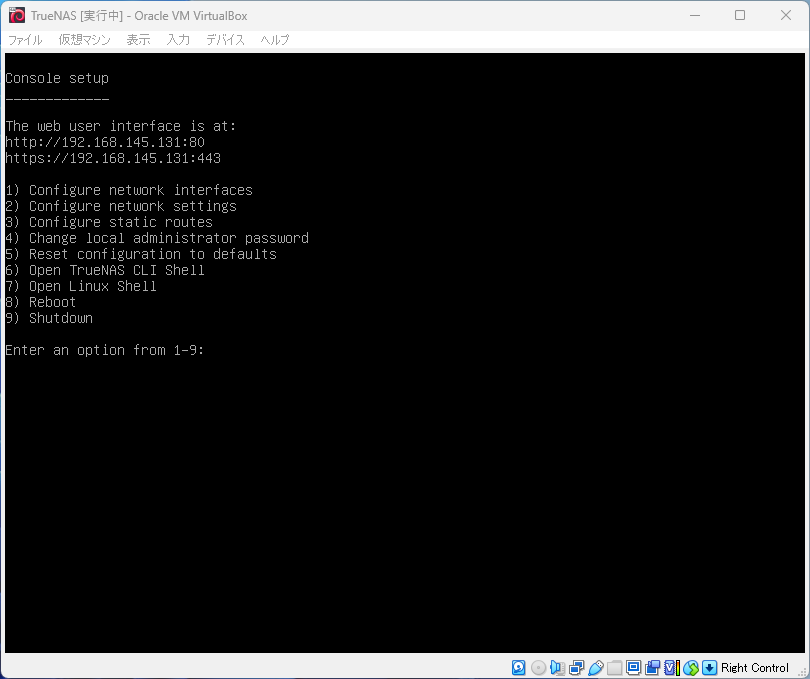 TrueNAS [実行中] - Oracle VM VirtualBox
ファイル 仮想マシン 表示 入力 デバイス ヘルプ
Console setup
-------------
The web user interface is at:
http://192.168.145.131:80
https://192.168.145.131:443
1) Configure network interfaces
2) Configure network settings
3) Configure static routes
4) Change local administrator password
5) Reset configuration to defaults
6) Open TrueNAS CLI Shell
7) Open Linux Shell
8) Reboot
9) Shutdown
Enter an option from 1-9:
Right Control